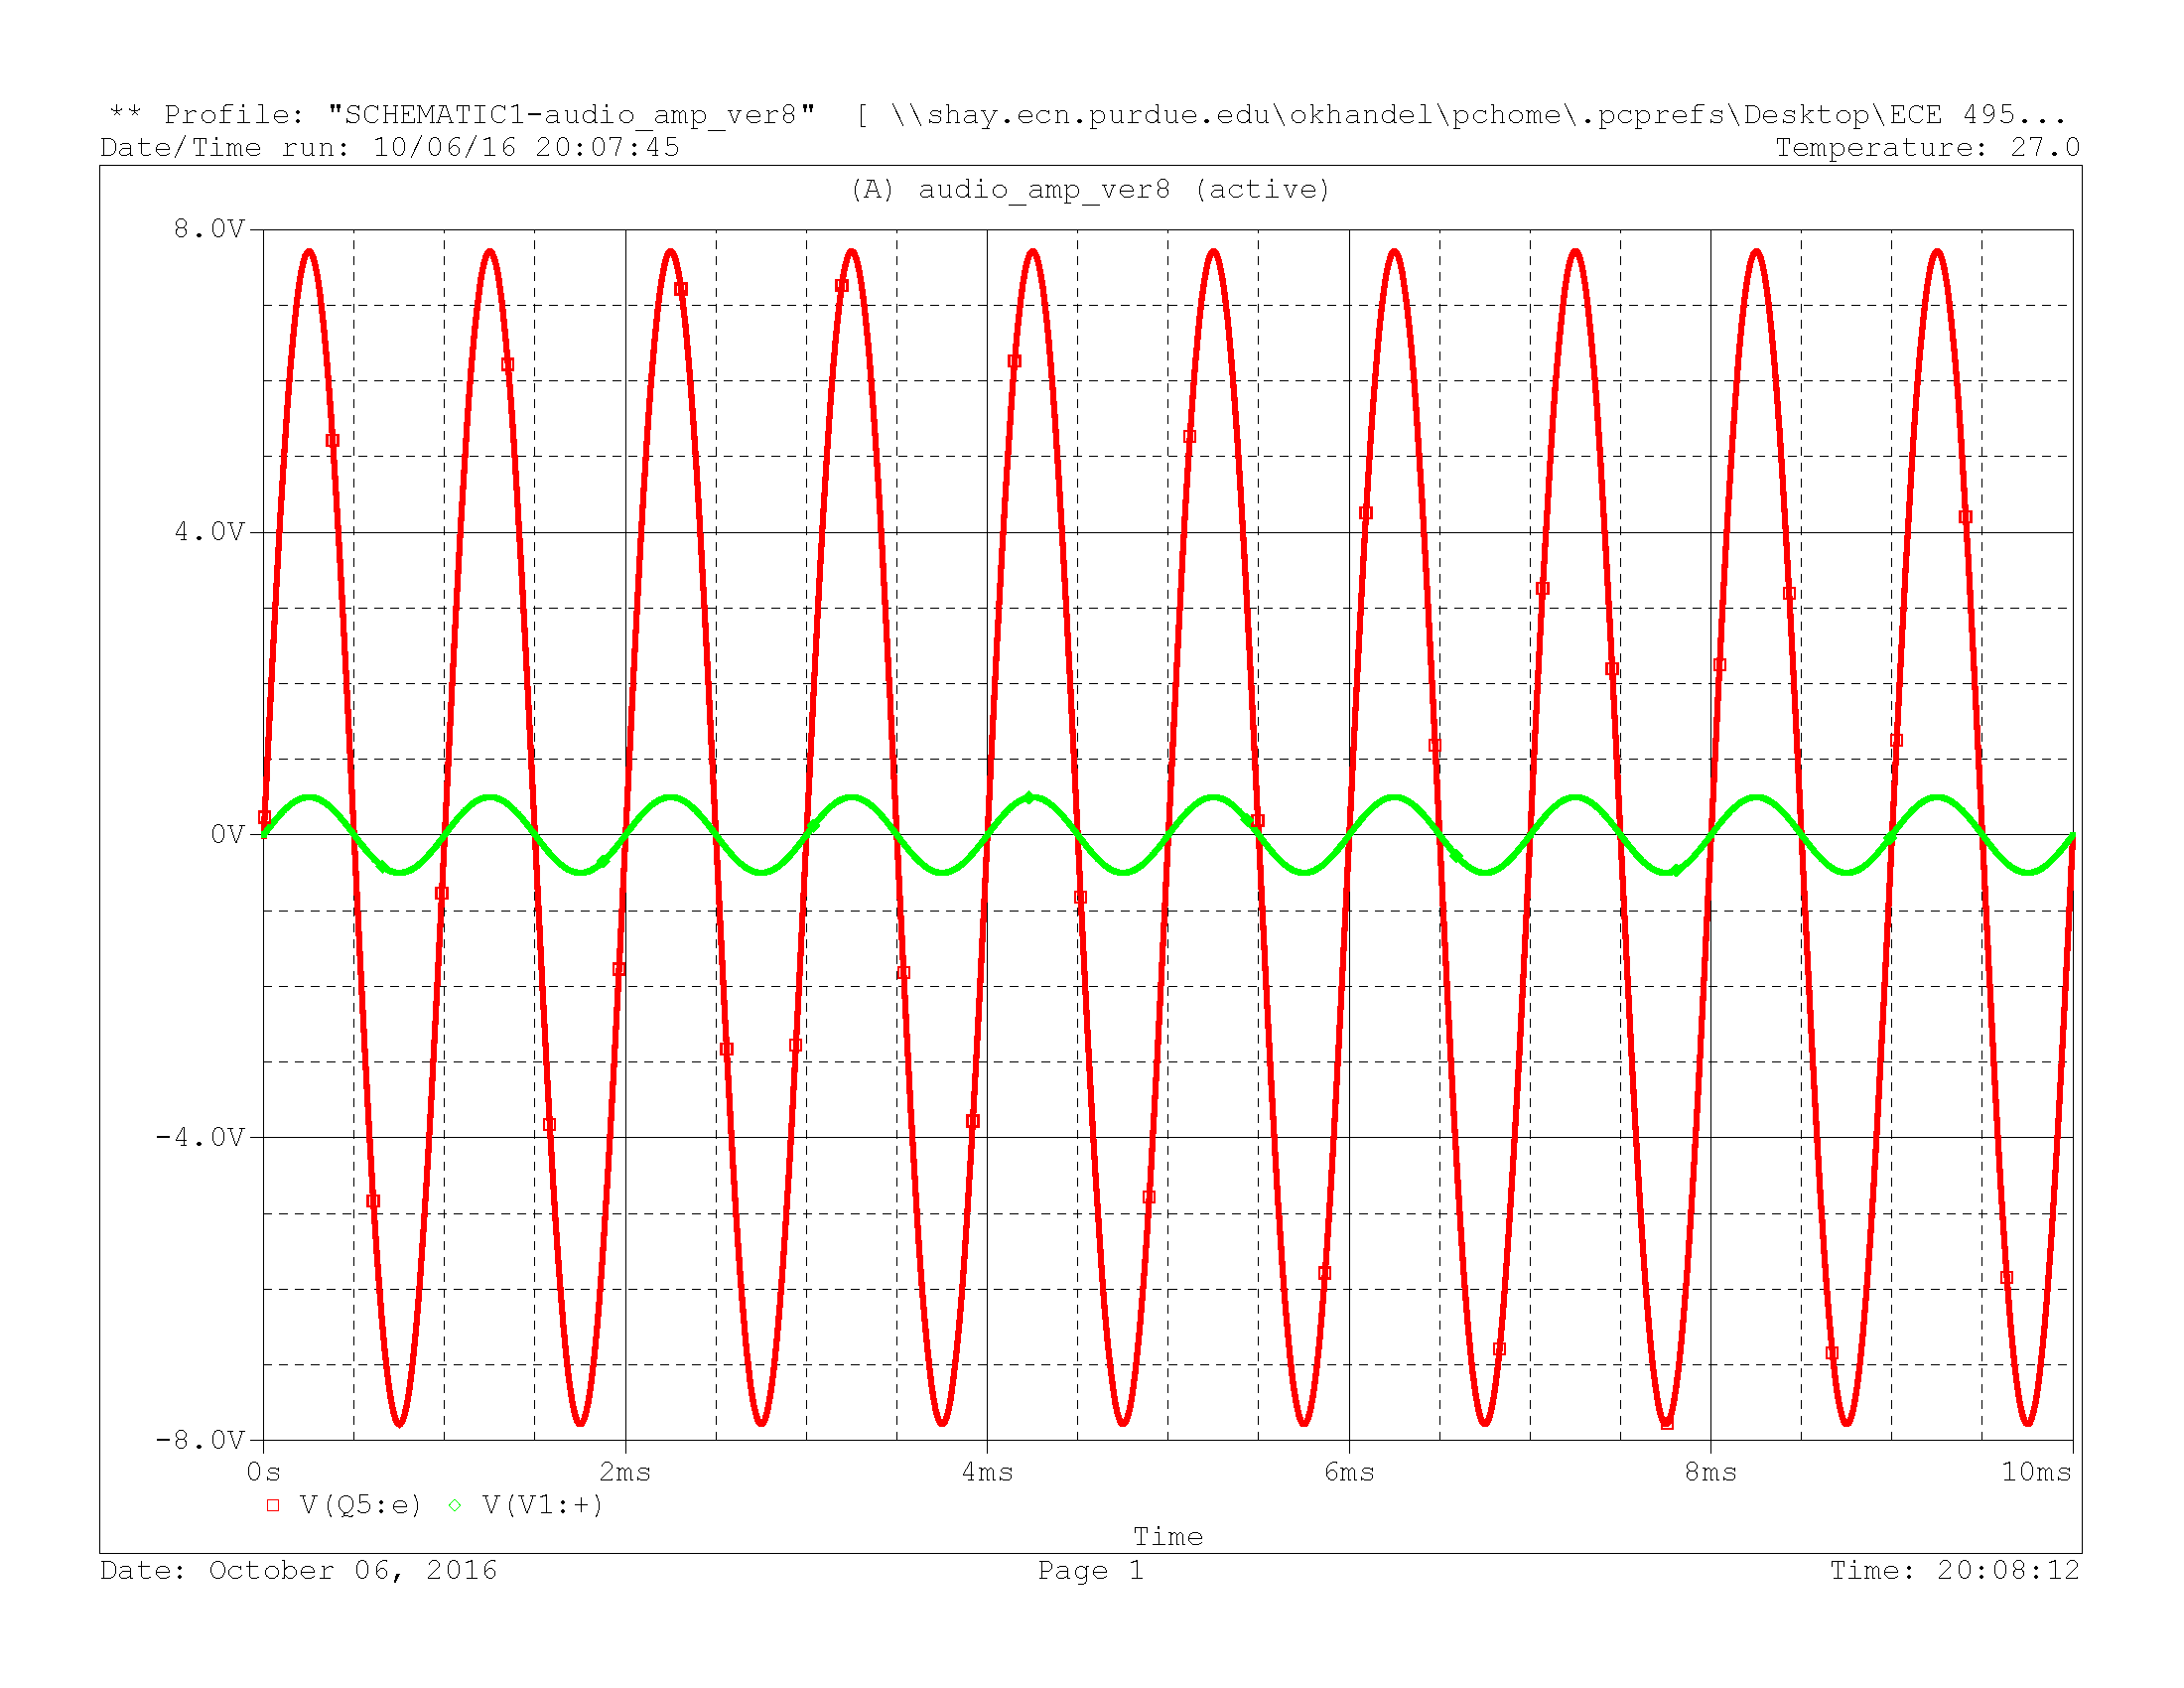 ** Profile: "SCHEMATIC1-audio_amp_ver8"  [ \\shay.ecn.purdue.edu\okhandel\pchome\.pcprefs\Desktop\ECE 495...
Date/Time run: 10/06/16 20:07:45 Temperature: 27.0
(A) audio_amp_ver8 (active)
8.0V
4.0V
0V
-4.0V
-8.0V
0s 2ms 4ms 6ms 8ms 10ms
V(Q5:e) V(V1:+)
Time
Date: October 06, 2016 Page 1 Time: 20:08:12